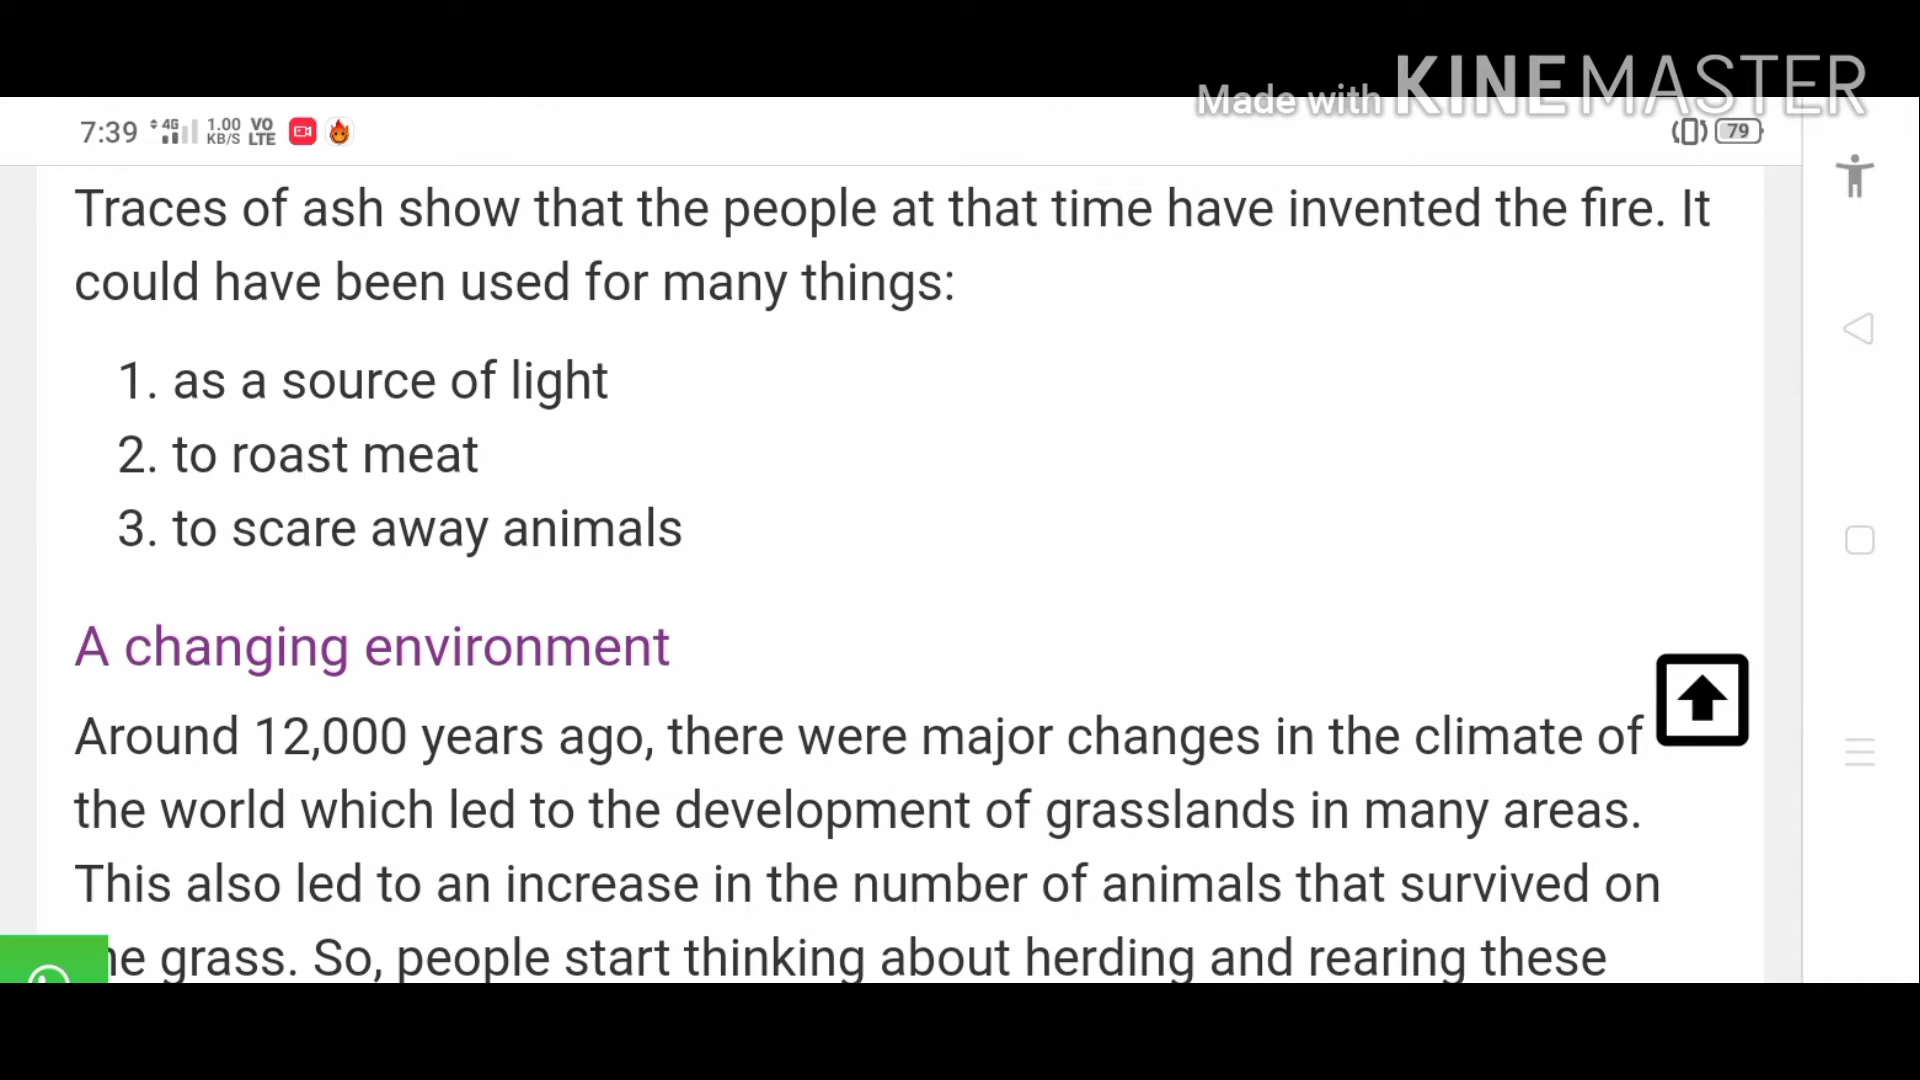 Made with KINEMASTER
7:39 4G 1.00 KB/S VO LTE 79
Traces of ash show that the people at that time have invented the fire. It
could have been used for many things:
1. as a source of light
2. to roast meat
3. to scare away animals
A changing environment
Around 12,000 years ago, there were major changes in the climate of
the world which led to the development of grasslands in many areas.
This also led to an increase in the number of animals that survived on
grass. So, people start thinking about herding and rearing these